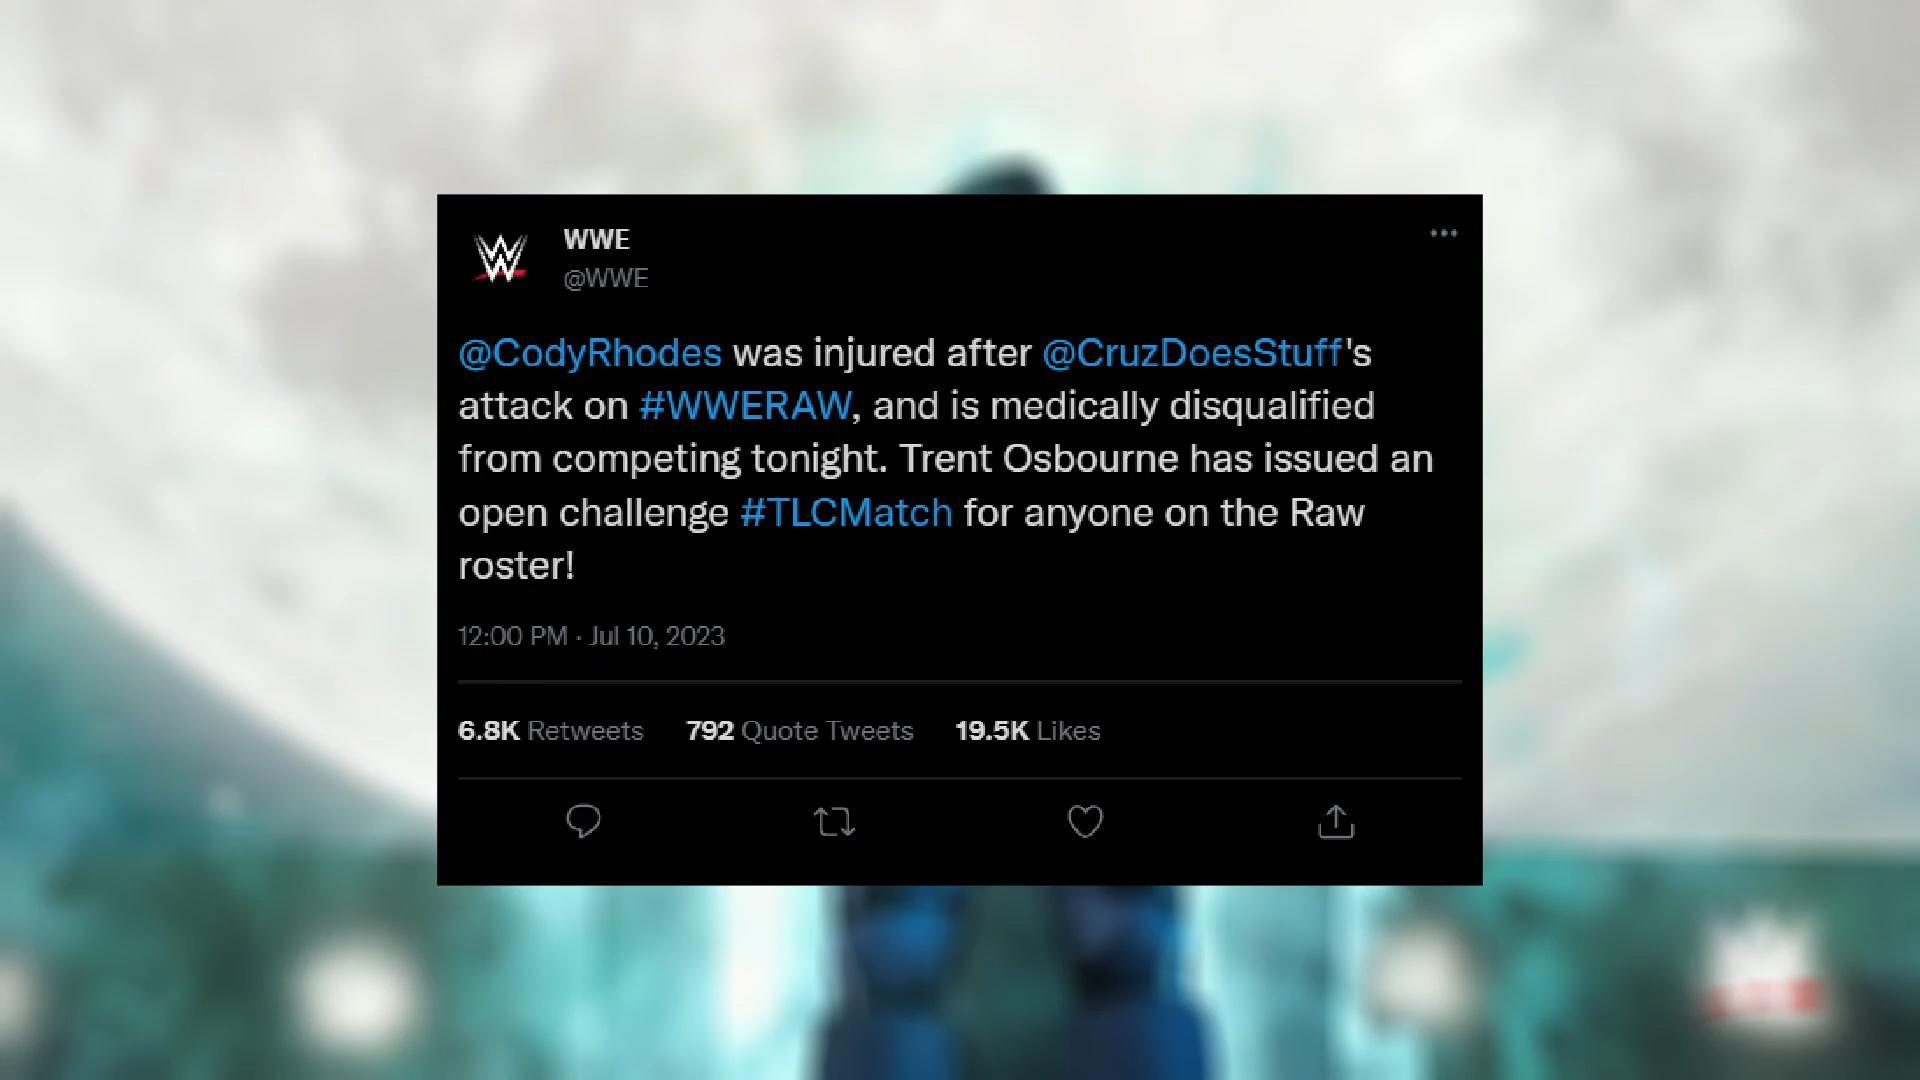 WWE
@WWE
@CodyRhodes was injured after @CruzDoesStuff's
attack on #WWERAW, and is medically disqualified
from competing tonight. Trent Osbourne has issued an
open challenge #TLCMatch for anyone on the Raw
roster!
12:00 PM · Jul 10, 2023
6.8K Retweets 792 Quote Tweets 19.5K Likes